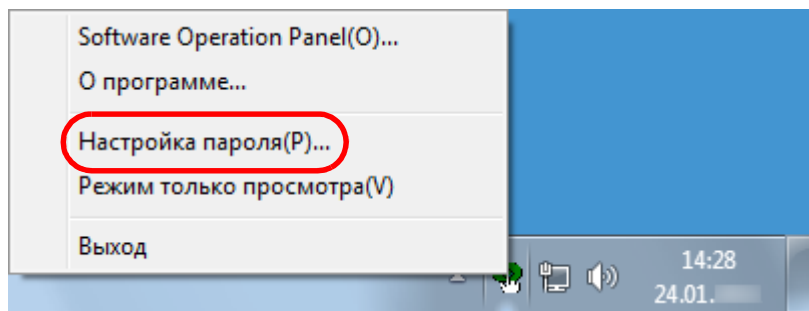 Software Operation Panel(O)...
О программе...
Настройка пароля(P)...
Режим только просмотра(V)
Выход
14:28
24.01.